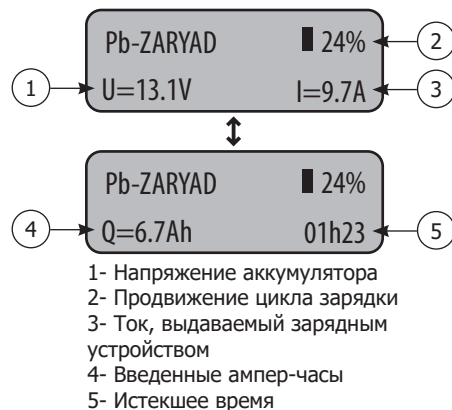 Pb-ZARYAD 24% 2
1 U=13.1V I=9.7A 3
Pb-ZARYAD 24%
4 Q=6.7Ah 01h23 5
1- Напряжение аккумулятора
2- Продвижение цикла зарядки
3- Ток, выдаваемый зарядным
устройством
4- Введенные ампер-часы
5- Истекшее время